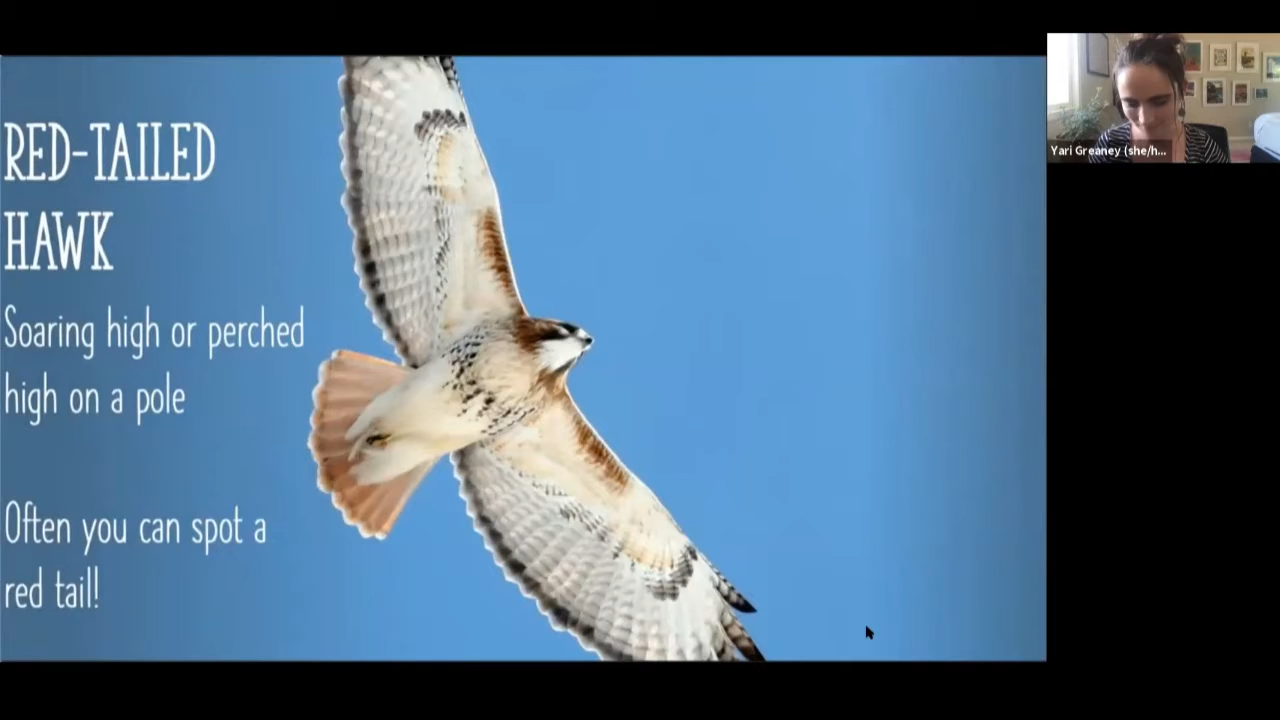 RED-TAILED
HAWK
Soaring high or perched
high on a pole
Often you can spot a
red tail!
Yari Greaney (she/h...